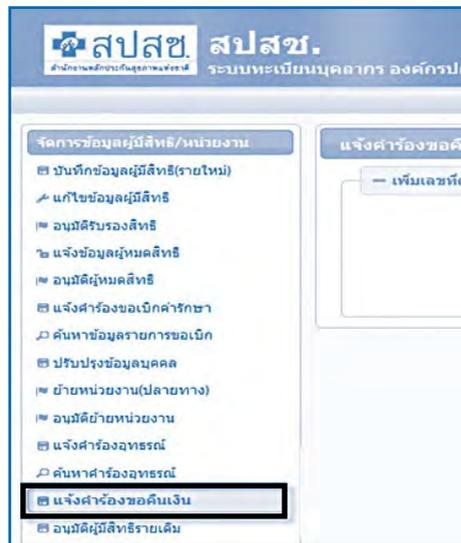 สปสช. สปสช.
สำนักงานหลักประกันสุขภาพแห่งชาติ ระบบทะเบียนบุคลากร องค์กรป
จัดการข้อมูลผู้มีสิทธิ/หน่วยงาน
บันทึกข้อมูลผู้มีสิทธิ(รายใหม่)
แก้ไขข้อมูลผู้มีสิทธิ
อนุมัติรับรองสิทธิ
แจ้งข้อมูลผู้หมดสิทธิ
อนุมัติผู้หมดสิทธิ
แจ้งคำร้องขอเบิกค่ารักษา
ค้นหาข้อมูลรายการขอเบิก
ปรับปรุงข้อมูลบุคคล
ย้ายหน่วยงาน(ปลายทาง)
อนุมัติย้ายหน่วยงาน
แจ้งคำร้องอุทธรณ์
ค้นหาคำร้องอุทธรณ์
แจ้งคำร้องขอคืนเงิน
อนุมัติผู้มีสิทธิรายเดิม
แจ้งคำร้องขอคื
เพิ่มเลขที่